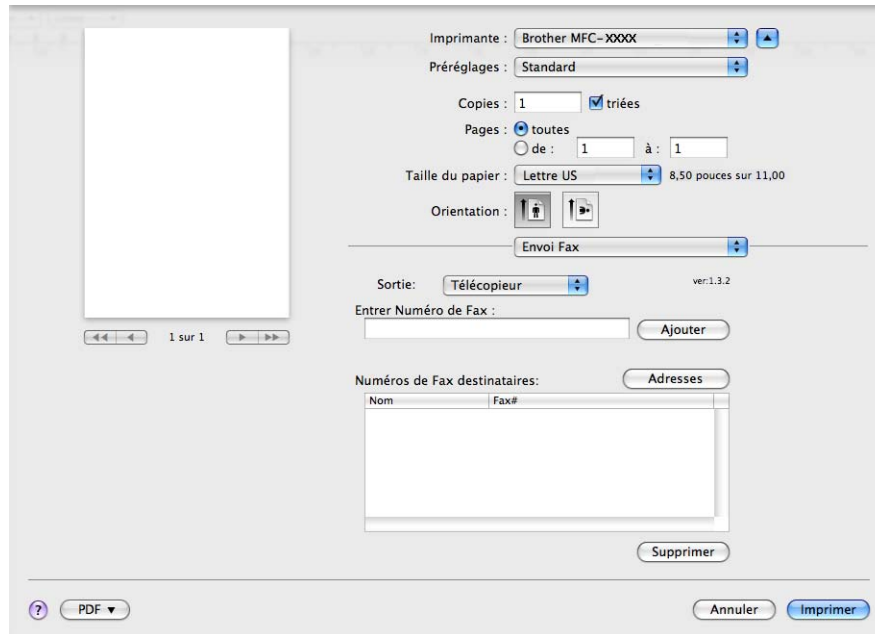 Imprimante : Brother MFC-XXXX
Préréglages : Standard
Copies : 1 triées
Pages : toutes
de : 1 à : 1
Taille du papier : Lettre US 8,50 pouces sur 11,00
Orientation :
Envoi Fax
Sortie: Télécopieur ver:1.3.2
Entrer Numéro de Fax :
Ajouter
1 sur 1
Numéros de Fax destinataires: Adresses
Nom Fax#
Supprimer
? PDF Annuler Imprimer